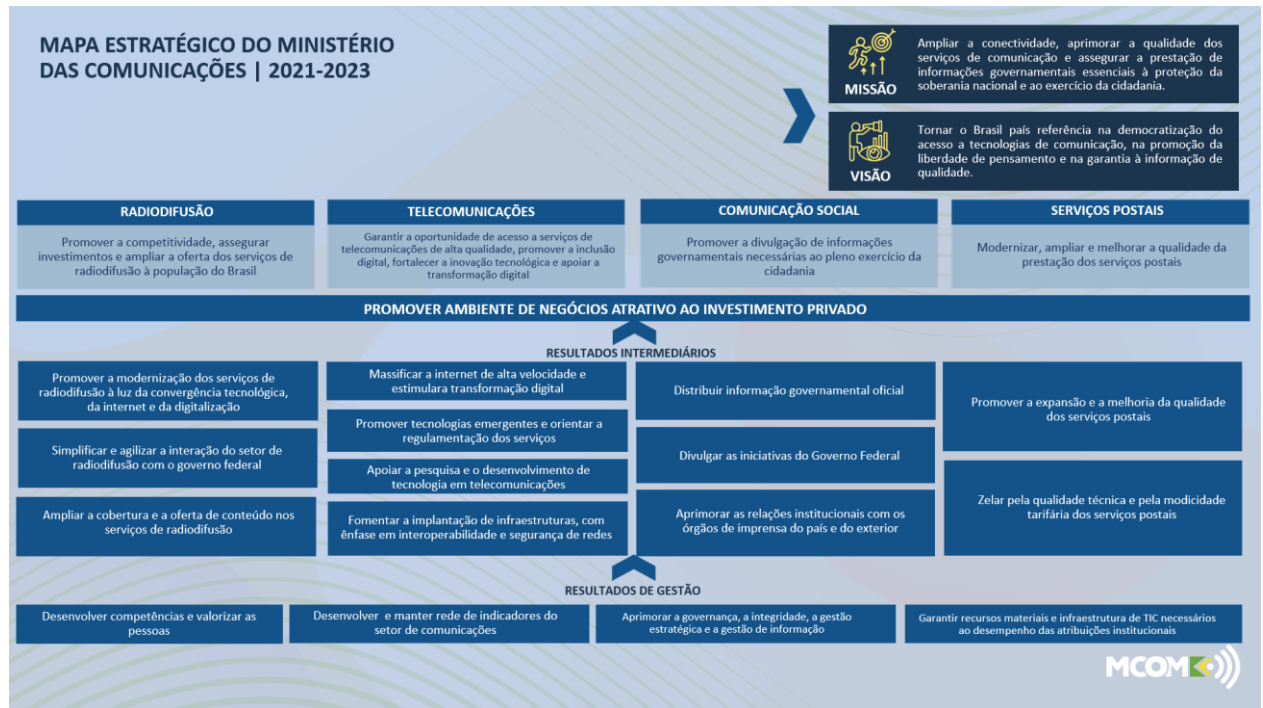 MAPA ESTRATÉGICO DO MINISTÉRIO
DAS COMUNICAÇÕES | 2021-2023
MISSÃO
Ampliar a conectividade, aprimorar a qualidade dos
serviços de comunicação e assegurar a prestação de
informações governamentais essenciais à proteção da
soberania nacional e ao exercício da cidadania.
VISÃO
Tornar o Brasil país referência na democratização do
acesso a tecnologias de comunicação, na promoção da
liberdade de pensamento e na garantia à informação de
qualidade.
RADIODIFUSÃO
Promover a competitividade, assegurar
investimentos e ampliar a oferta dos serviços de
radiodifusão à população do Brasil
TELECOMUNICAÇÕES
Garantir a oportunidade de acesso a serviços de
telecomunicações de alta qualidade, promover a inclusão
digital, fortalecer a inovação tecnológica e apoiar a
transformação digital
COMUNICAÇÃO SOCIAL
Promover a divulgação de informações
governamentais necessárias ao pleno exercício da
cidadania
SERVIÇOS POSTAIS
Modernizar, ampliar e melhorar a qualidade da
prestação dos serviços postais
PROMOVER AMBIENTE DE NEGÓCIOS ATRATIVO AO INVESTIMENTO PRIVADO
RESULTADOS INTERMEDIÁRIOS
Promover a modernização dos serviços de
radiodifusão à luz da convergência tecnológica,
da internet e da digitalização
Simplificar e agilizar a interação do setor de
radiodifusão com o governo federal
Ampliar a cobertura e a oferta de conteúdo nos
serviços de radiodifusão
Massificar a internet de alta velocidade e
estimulara transformação digital
Promover tecnologias emergentes e orientar a
regulamentação dos serviços
Apoiar a pesquisa e o desenvolvimento de
tecnologia em telecomunicações
Fomentar a implantação de infraestruturas, com
ênfase em interoperabilidade e segurança de redes
Distribuir informação governamental oficial
Divulgar as iniciativas do Governo Federal
Aprimorar as relações institucionais com os
órgãos de imprensa do país e do exterior
Promover a expansão e a melhoria da qualidade
dos serviços postais
Zelar pela qualidade técnica e pela modicidade
tarifária dos serviços postais
RESULTADOS DE GESTÃO
Desenvolver competências e valorizar as
pessoas
Desenvolver e manter rede de indicadores do
setor de comunicações
Aprimorar a governança, a integridade, a gestão
estratégica e a gestão de informação
Garantir recursos materiais e infraestrutura de TIC necessários
ao desempenho das atribuições institucionais
MCOM